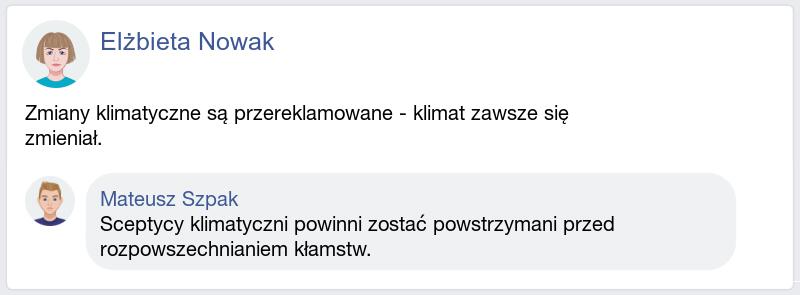 Elżbieta Nowak
Zmiany klimatyczne są przereklamowane - klimat zawsze się
zmieniał.
Mateusz Szpak
Sceptycy klimatyczni powinni zostać powstrzymani przed
rozpowszechnianiem kłamstw.